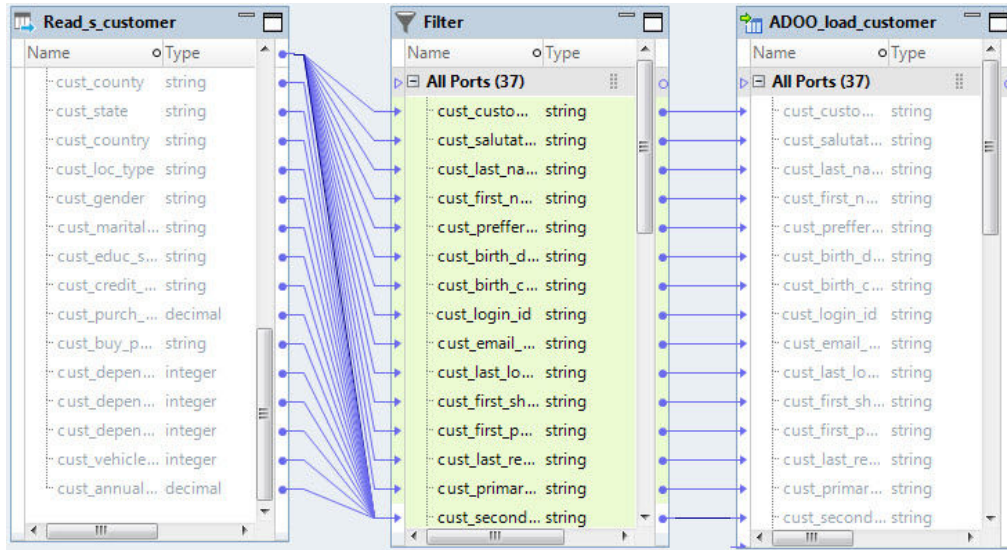 Read_s_customer
Name Type
cust_county string
cust_state string
cust_country string
cust_loc_type string
cust_gender string
cust_marital... string
cust_educ_s... string
cust_credit_... string
cust_purch_... decimal
cust_buy_p... string
cust_depen... integer
cust_depen... integer
cust_depen... integer
cust_vehicle... integer
cust_annual... decimal
Filter
Name Type
All Ports (37)
cust_custo... string
cust_salutat... string
cust_last_na... string
cust_first_n... string
cust_preffer... string
cust_birth_d... string
cust_birth_c... string
cust_login_id string
cust_email_... string
cust_last_lo... string
cust_first_sh... string
cust_first_p... string
cust_last_re... string
cust_primar... string
cust_second... string
ADOO_load_customer
Name Type
All Ports (37)
cust_custo... string
cust_salutat... string
cust_last_na... string
cust_first_n... string
cust_preffer... string
cust_birth_d... string
cust_birth_c... string
cust_login_id string
cust_email_... string
cust_last_lo... string
cust_first_sh... string
cust_first_p... string
cust_last_re... string
cust_primar... string
cust_second... string